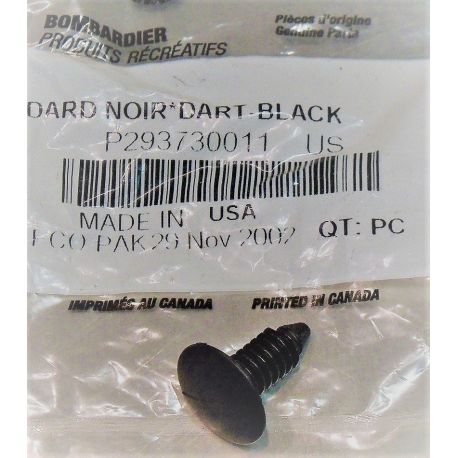 BOMBARDIER
PRODUITS RÉCRÉATIFS
Pièces d'origine
Genuine Parts
DARD NOIR*DART-BLACK
P293730011 US
MADE IN USA
ECO PAK 29 Nov 2002 QT: PC
IMPRIMÉS AU CANADA
PRINTED IN CANADA